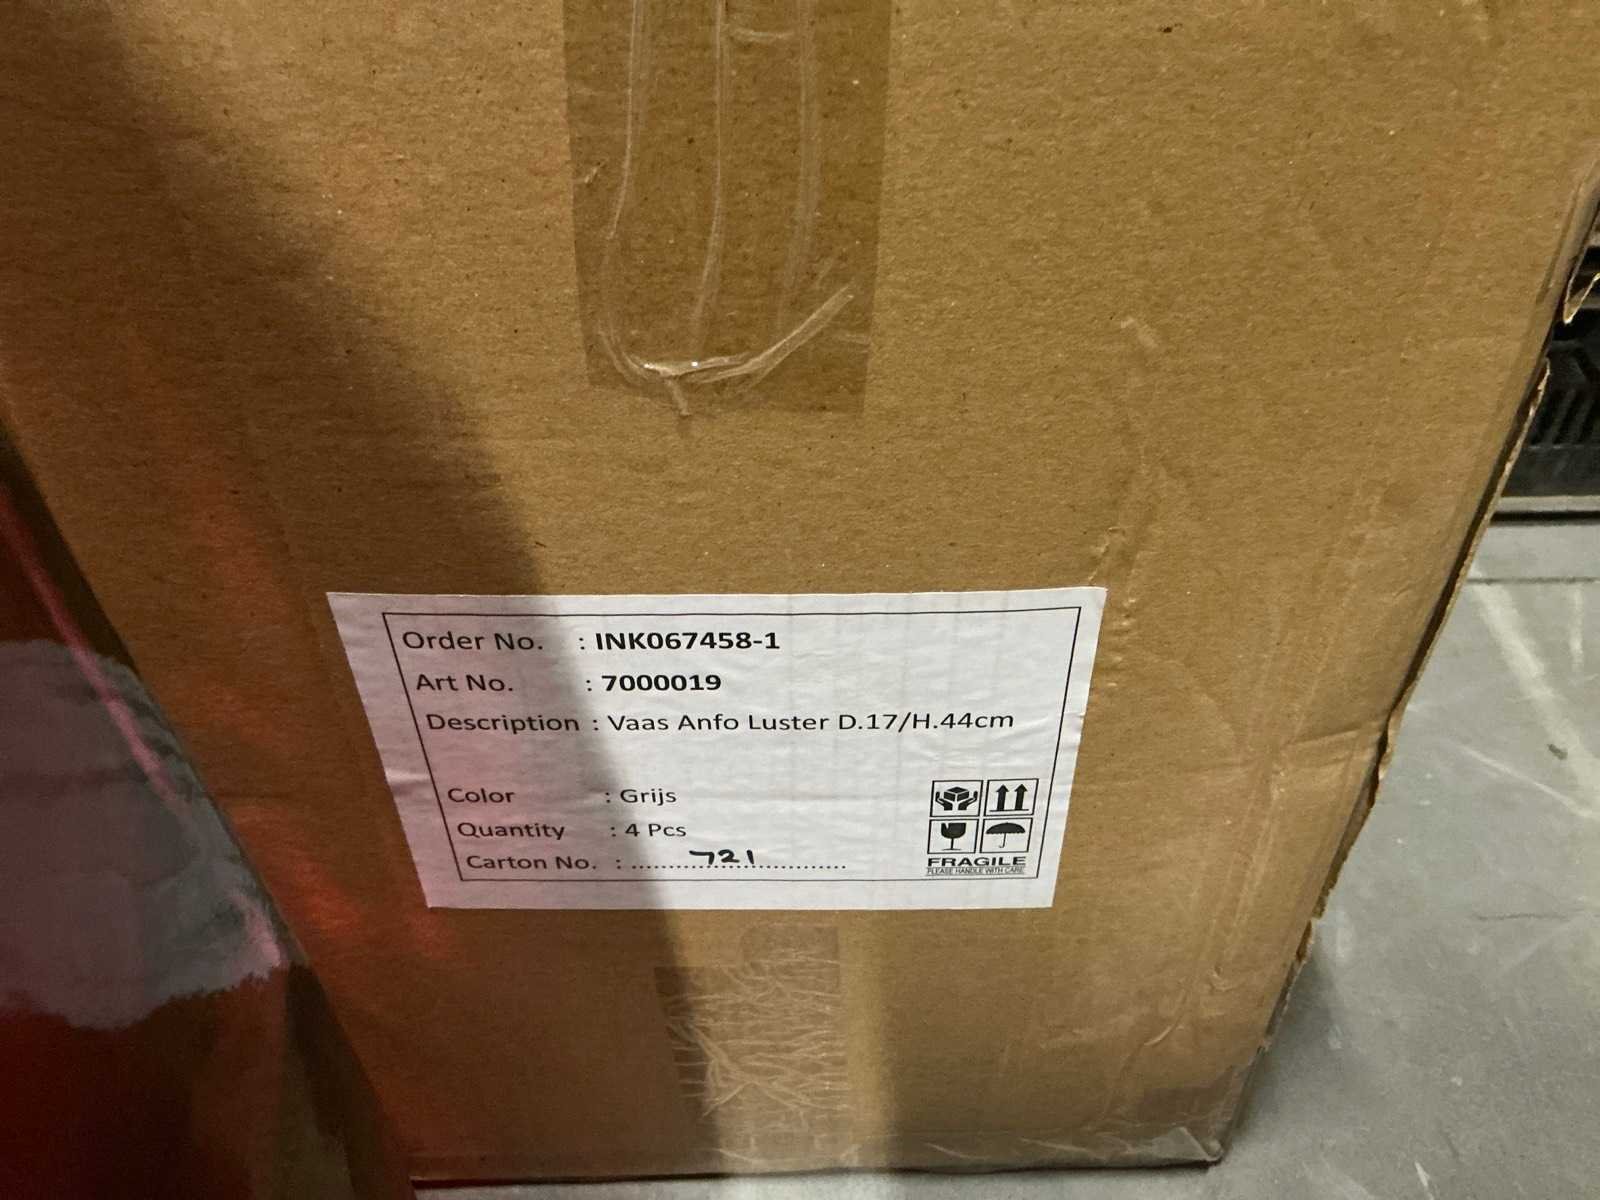 Order No. : INK067458-1
Art No. : 7000019
Description : Vaas Anfo Luster D.17/H.44cm
Color : Grijs
Quantity : 4 Pcs
Carton No. : ......721..............
FRAGILE
PLEASE HANDLE WITH CARE